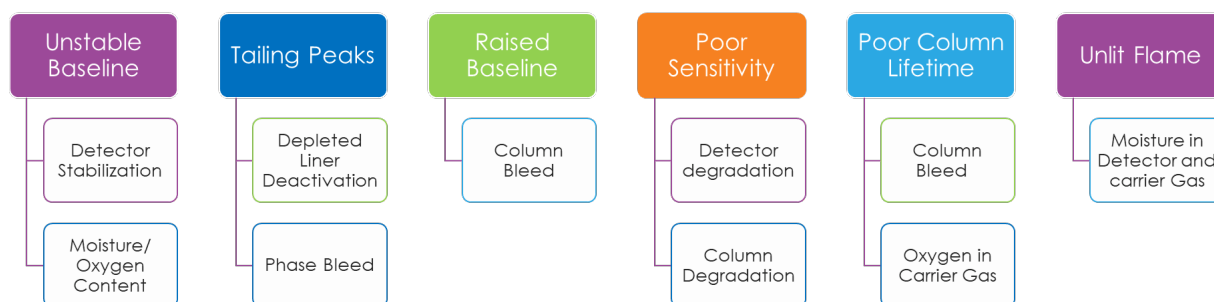 Unstable
Baseline
Tailing Peaks
Raised
Baseline
Poor
Sensitivity
Poor Column
Lifetime
Unlit Flame
Detector
Stabilization
Depleted
Liner
Deactivation
Column
Bleed
Detector
degradation
Column
Bleed
Moisture in
Detector and
carrier Gas
Moisture/
Oxygen
Content
Phase Bleed
Column
Degradation
Oxygen in
Carrier Gas